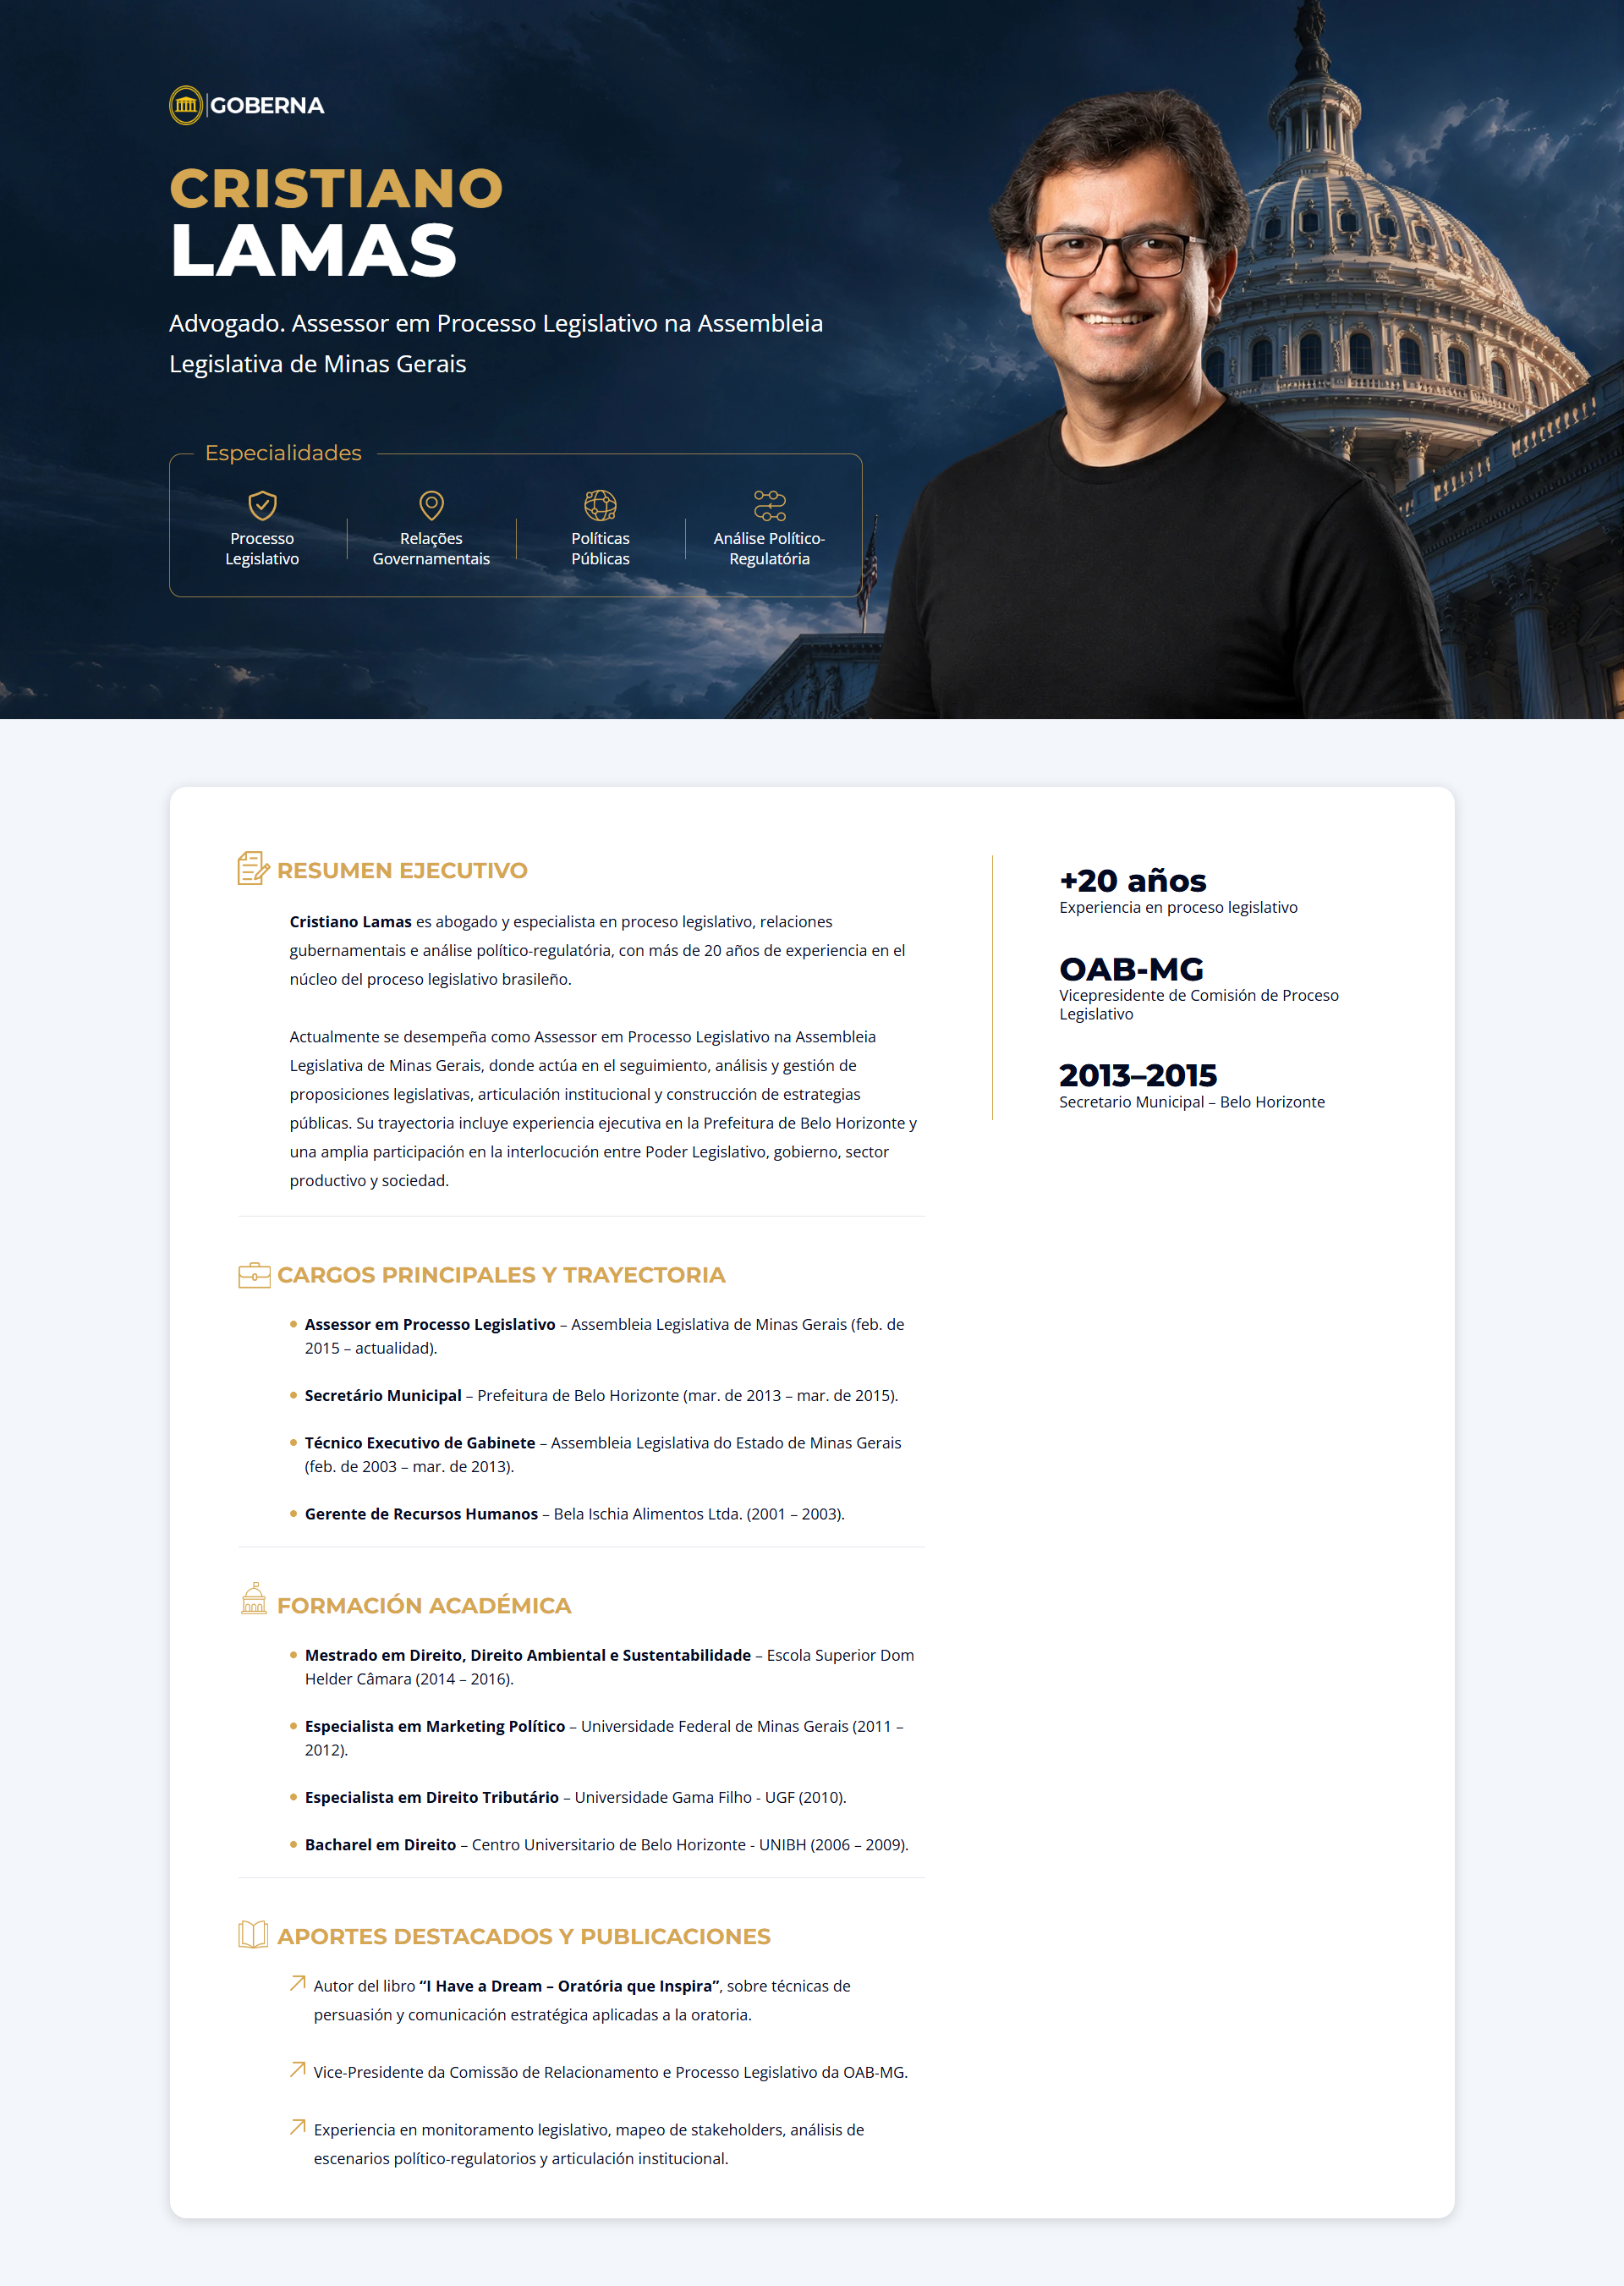 GOBERNA
CRISTIANO
LAMAS
Advogado. Assessor em Processo Legislativo na Assembleia
Legislativa de Minas Gerais
Especialidades
Processo
Legislativo
Relações
Governamentais
Políticas
Públicas
Análise Político-
Regulatória
RESUMEN EJECUTIVO
Cristiano Lamas es abogado y especialista en proceso legislativo, relaciones
gubernamentais e análise político-regulatória, con más de 20 años de experiencia en el
núcleo del proceso legislativo brasileño.
Actualmente se desempeña como Assessor em Processo Legislativo na Assembleia
Legislativa de Minas Gerais, donde actúa en el seguimiento, análisis y gestión de
proposiciones legislativas, articulación institucional y construcción de estrategias
públicas. Su trayectoria incluye experiencia ejecutiva en la Prefeitura de Belo Horizonte y
una amplia participación en la interlocución entre Poder Legislativo, gobierno, sector
productivo y sociedad.
+20 años
Experiencia en proceso legislativo
OAB-MG
Vicepresidente de Comisión de Proceso
Legislativo
2013–2015
Secretario Municipal – Belo Horizonte
CARGOS PRINCIPALES Y TRAYECTORIA
Assessor em Processo Legislativo – Assembleia Legislativa de Minas Gerais (feb. de
2015 – actualidad).
Secretário Municipal – Prefeitura de Belo Horizonte (mar. de 2013 – mar. de 2015).
Técnico Executivo de Gabinete – Assembleia Legislativa do Estado de Minas Gerais
(feb. de 2003 – mar. de 2013).
Gerente de Recursos Humanos – Bela Ischia Alimentos Ltda. (2001 – 2003).
FORMACIÓN ACADÉMICA
Mestrado em Direito, Direito Ambiental e Sustentabilidade – Escola Superior Dom
Helder Câmara (2014 – 2016).
Especialista em Marketing Político – Universidade Federal de Minas Gerais (2011 –
2012).
Especialista em Direito Tributário – Universidade Gama Filho - UGF (2010).
Bacharel em Direito – Centro Universitario de Belo Horizonte - UNIBH (2006 – 2009).
APORTES DESTACADOS Y PUBLICACIONES
Autor del libro “I Have a Dream – Oratória que Inspira”, sobre técnicas de
persuasión y comunicación estratégica aplicadas a la oratoria.
Vice-Presidente da Comissão de Relacionamento e Processo Legislativo da OAB-MG.
Experiencia en monitoramento legislativo, mapeo de stakeholders, análisis de
escenarios político-regulatorios y articulación institucional.